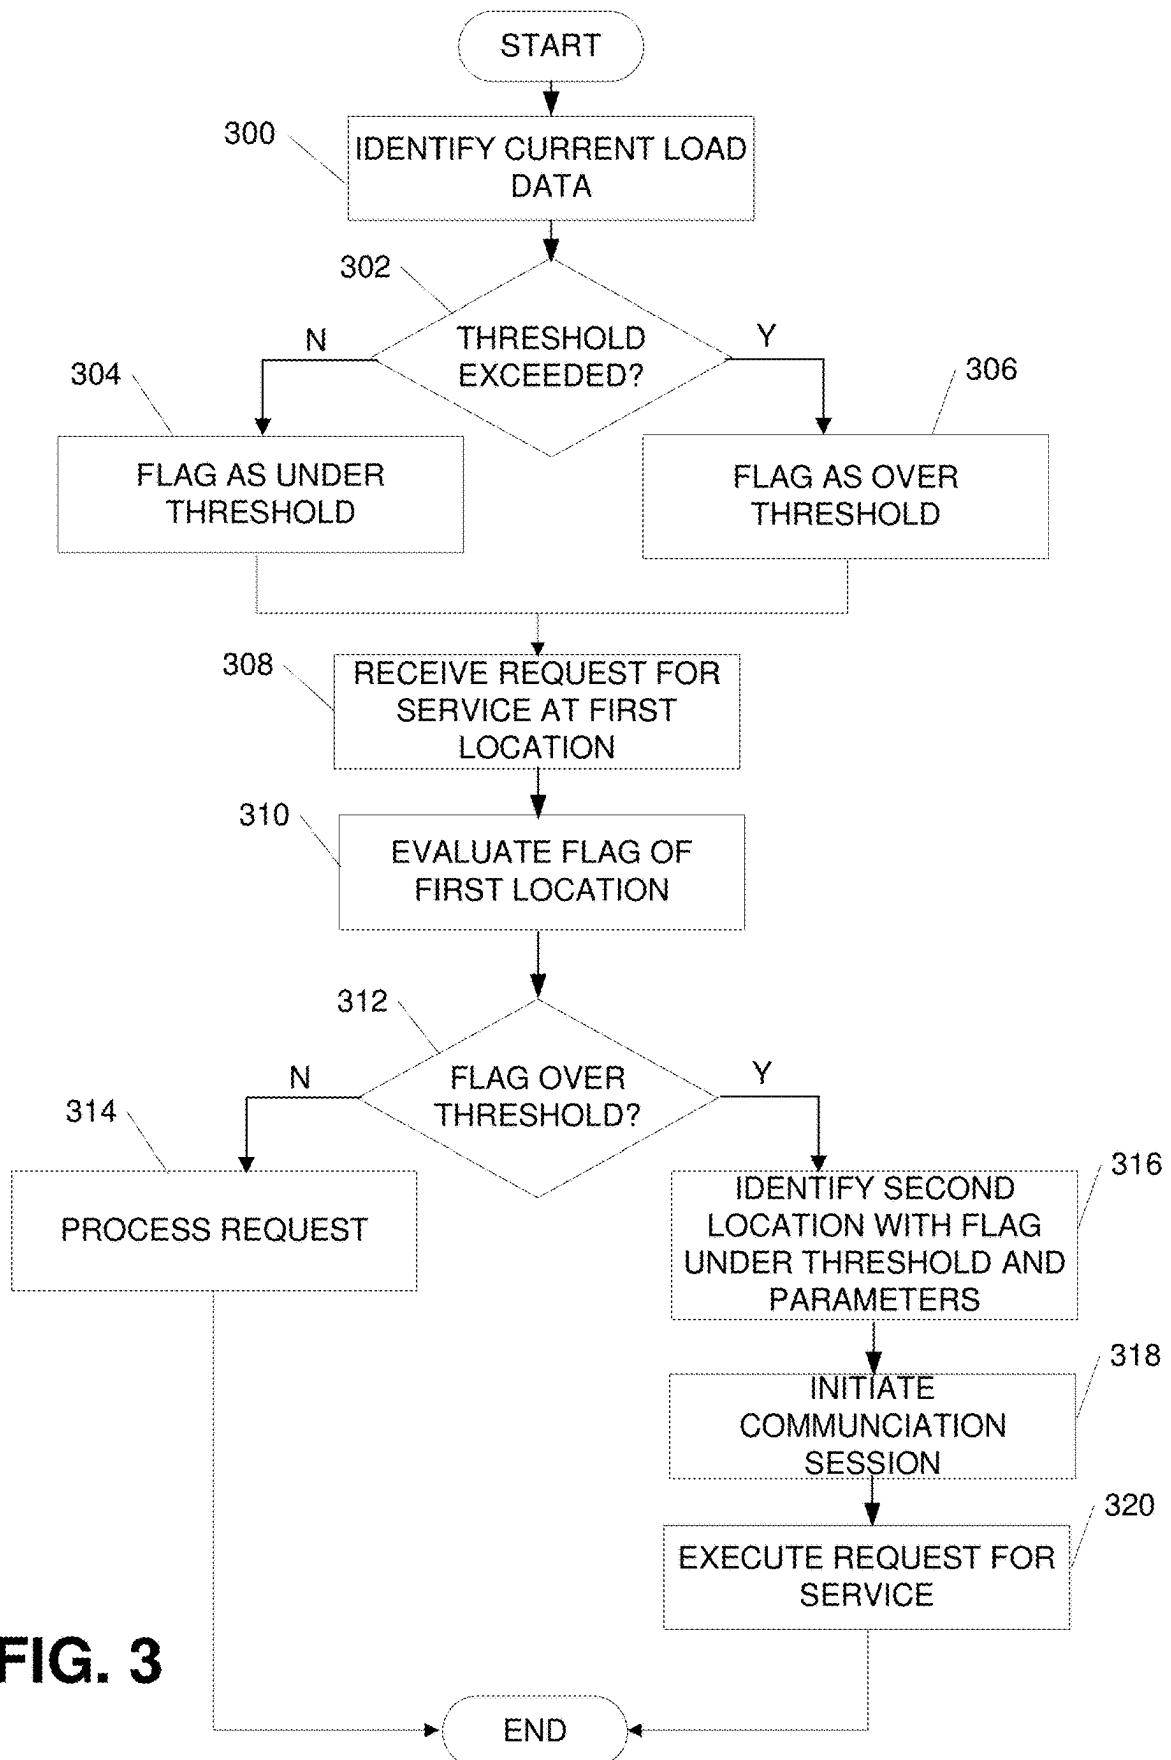 START
300
IDENTIFY CURRENT LOAD
DATA
302
THRESHOLD
EXCEEDED?
N
Y
304
306
FLAG AS UNDER
THRESHOLD
FLAG AS OVER
THRESHOLD
308
RECEIVE REQUEST FOR
SERVICE AT FIRST
LOCATION
310
EVALUATE FLAG OF
FIRST LOCATION
312
FLAG OVER
THRESHOLD?
N
Y
314
316
PROCESS REQUEST
IDENTIFY SECOND
LOCATION WITH FLAG
UNDER THRESHOLD AND
PARAMETERS
318
INITIATE
COMMUNCIATION
SESSION
320
EXECUTE REQUEST FOR
SERVICE
FIG. 3
END